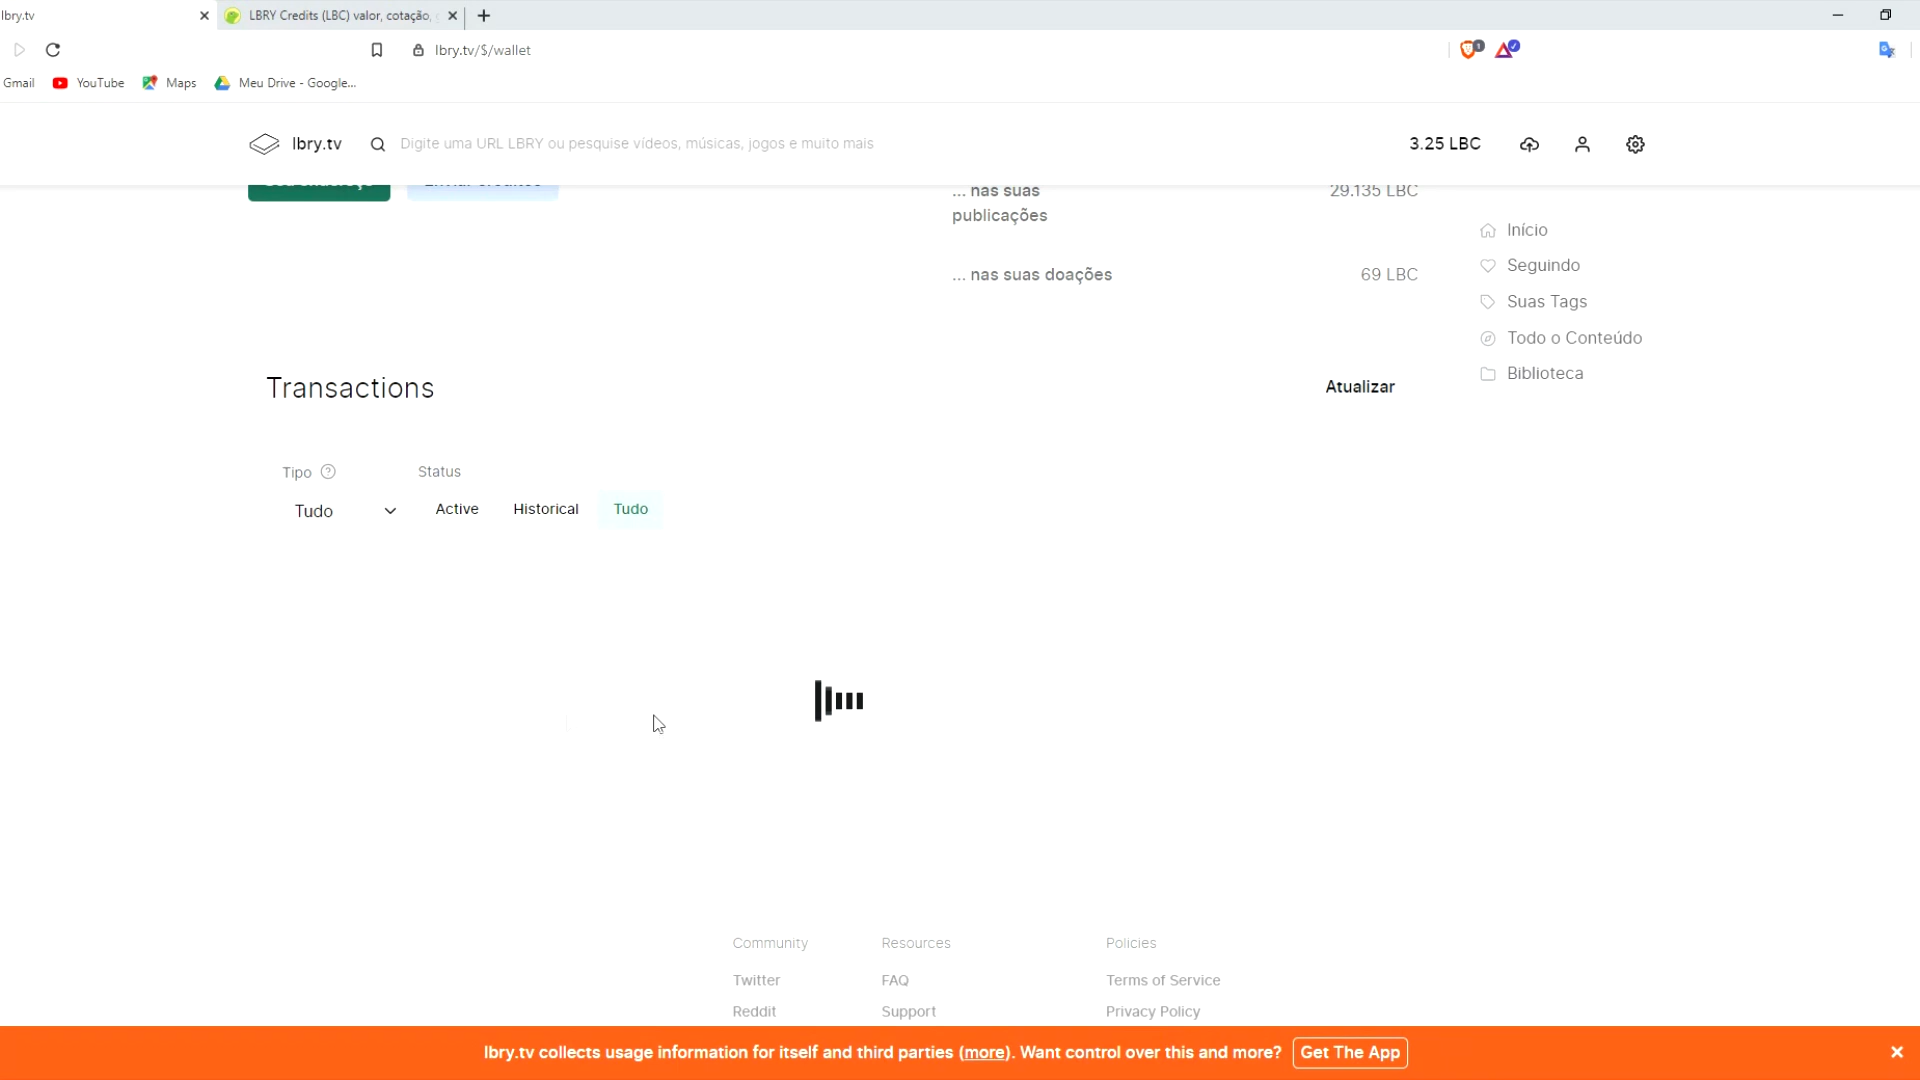 lbry.tv
LBRY Credits (LBC) valor, cotação,
lbry.tv/$/wallet
Gmail YouTube Maps Meu Drive - Google...
lbry.tv
Digite uma URL LBRY ou pesquise vídeos, músicas, jogos e muito mais
3.25 LBC
... nas suas publicações
29.135 LBC
... nas suas doações
69 LBC
Início
Seguindo
Suas Tags
Todo o Conteúdo
Biblioteca
Transactions
Atualizar
Tipo
Status
Tudo
Active Historical Tudo
Community
Twitter
Reddit
Resources
FAQ
Support
Policies
Terms of Service
Privacy Policy
lbry.tv collects usage information for itself and third parties (more). Want control over this and more? Get The App